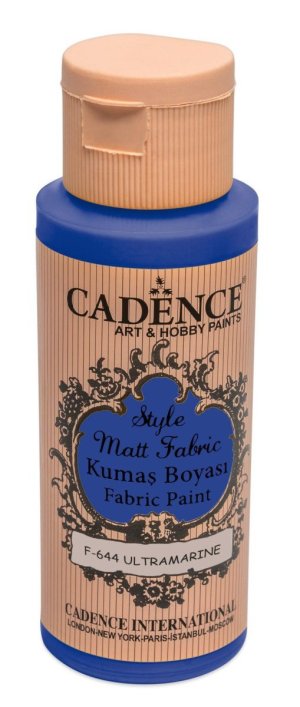 CADENCE®
ART & HOBBY PAINTS
Style
Matt Fabric
Kumaş Boyası
Fabric Paint
F-644 ULTRAMARINE
CADENCE INTERNATIONAL
LONDON-NEW YORK-PARIS-İSTANBUL-MOSCOW